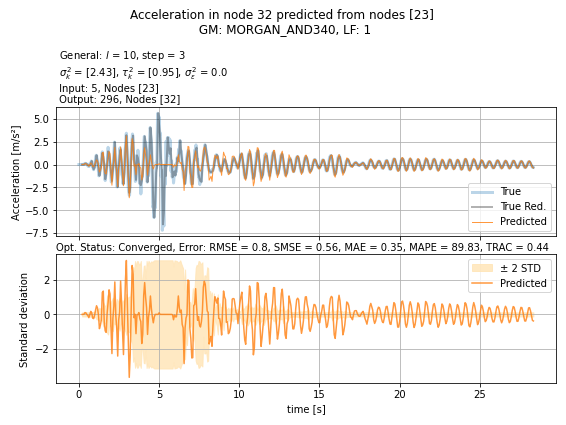 Acceleration in node 32 predicted from nodes [23]
GM: MORGAN_AND340, LF: 1
General: l = 10, step = 3
σ²ₖ = [2.43], τ²ₖ = [0.95], σ²ε = 0.0
Input: 5, Nodes [23]
Output: 296, Nodes [32]
Acceleration [m/s²]
5.0
2.5
0.0
−2.5
−5.0
−7.5
True
True Red.
Predicted
Opt. Status: Converged, Error: RMSE = 0.8, SMSE = 0.56, MAE = 0.35, MAPE = 89.83, TRAC = 0.44
Standard deviation
2
0
−2
± 2 STD
Predicted
0
5
10
15
20
25
time [s]